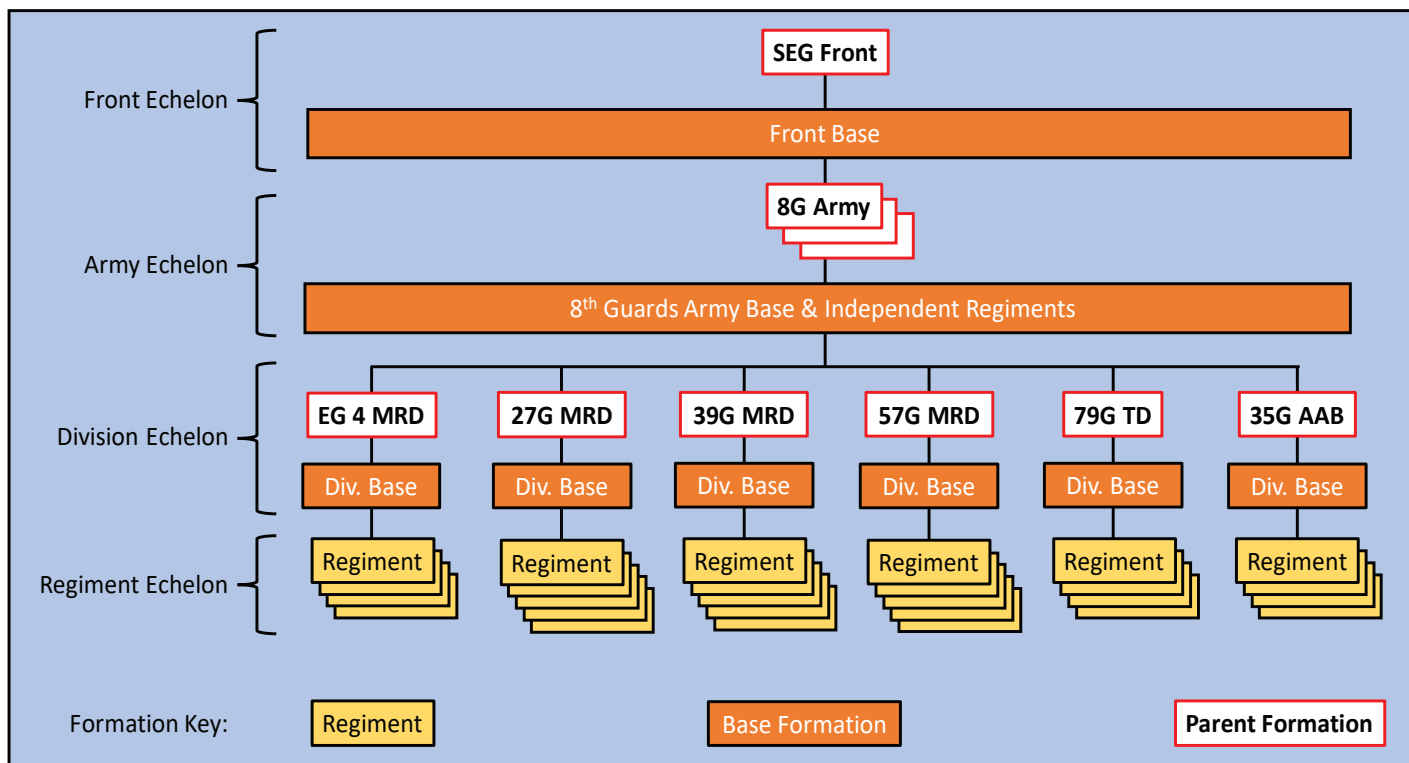 SEG Front
Front Echelon
Front Base
8G Army
Army Echelon
8th Guards Army Base & Independent Regiments
EG 4 MRD 27G MRD 39G MRD 57G MRD 79G TD 35G AAB
Division Echelon
Div. Base Div. Base Div. Base Div. Base Div. Base Div. Base
Regiment Regiment Regiment Regiment Regiment Regiment
Regiment Echelon
Formation Key: Regiment Base Formation Parent Formation